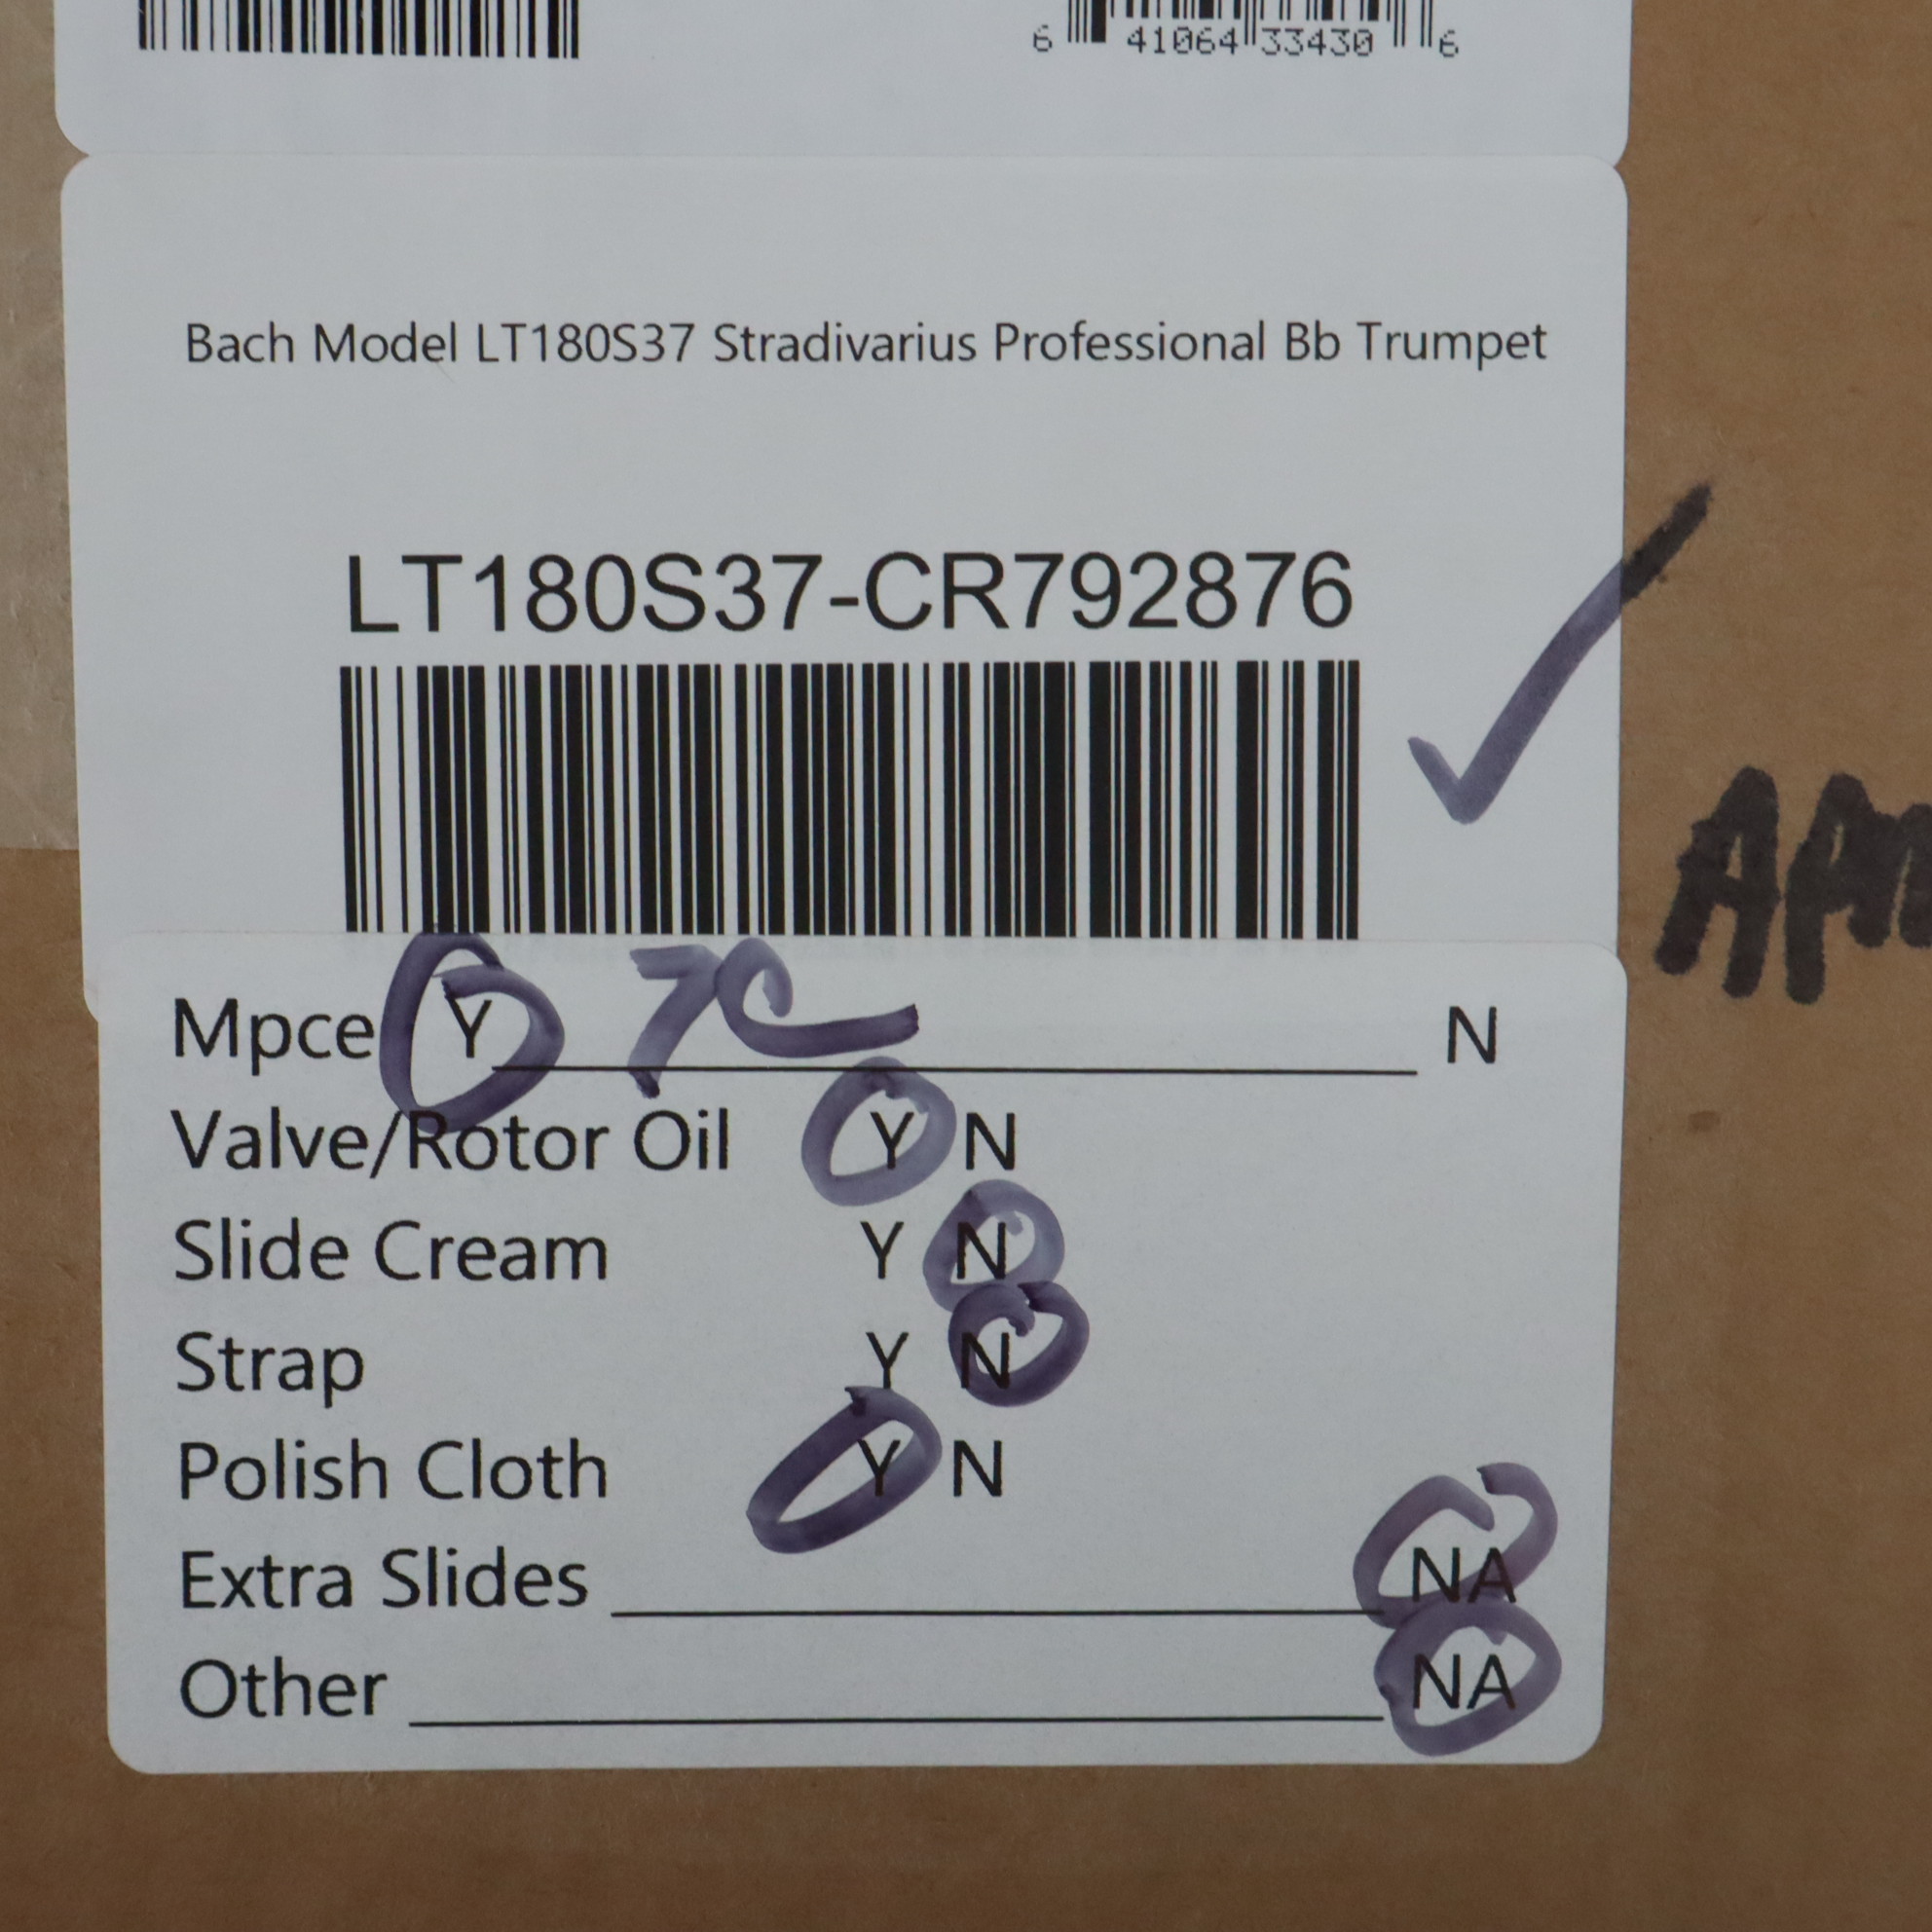 6 41064 33430 6
Bach Model LT180S37 Stradivarius Professional Bb Trumpet
LT180S37-CR792876
Mpce Y 7C N
Valve/Rotor Oil Y N
Slide Cream Y N
Strap Y N
Polish Cloth Y N
Extra Slides NA
Other NA